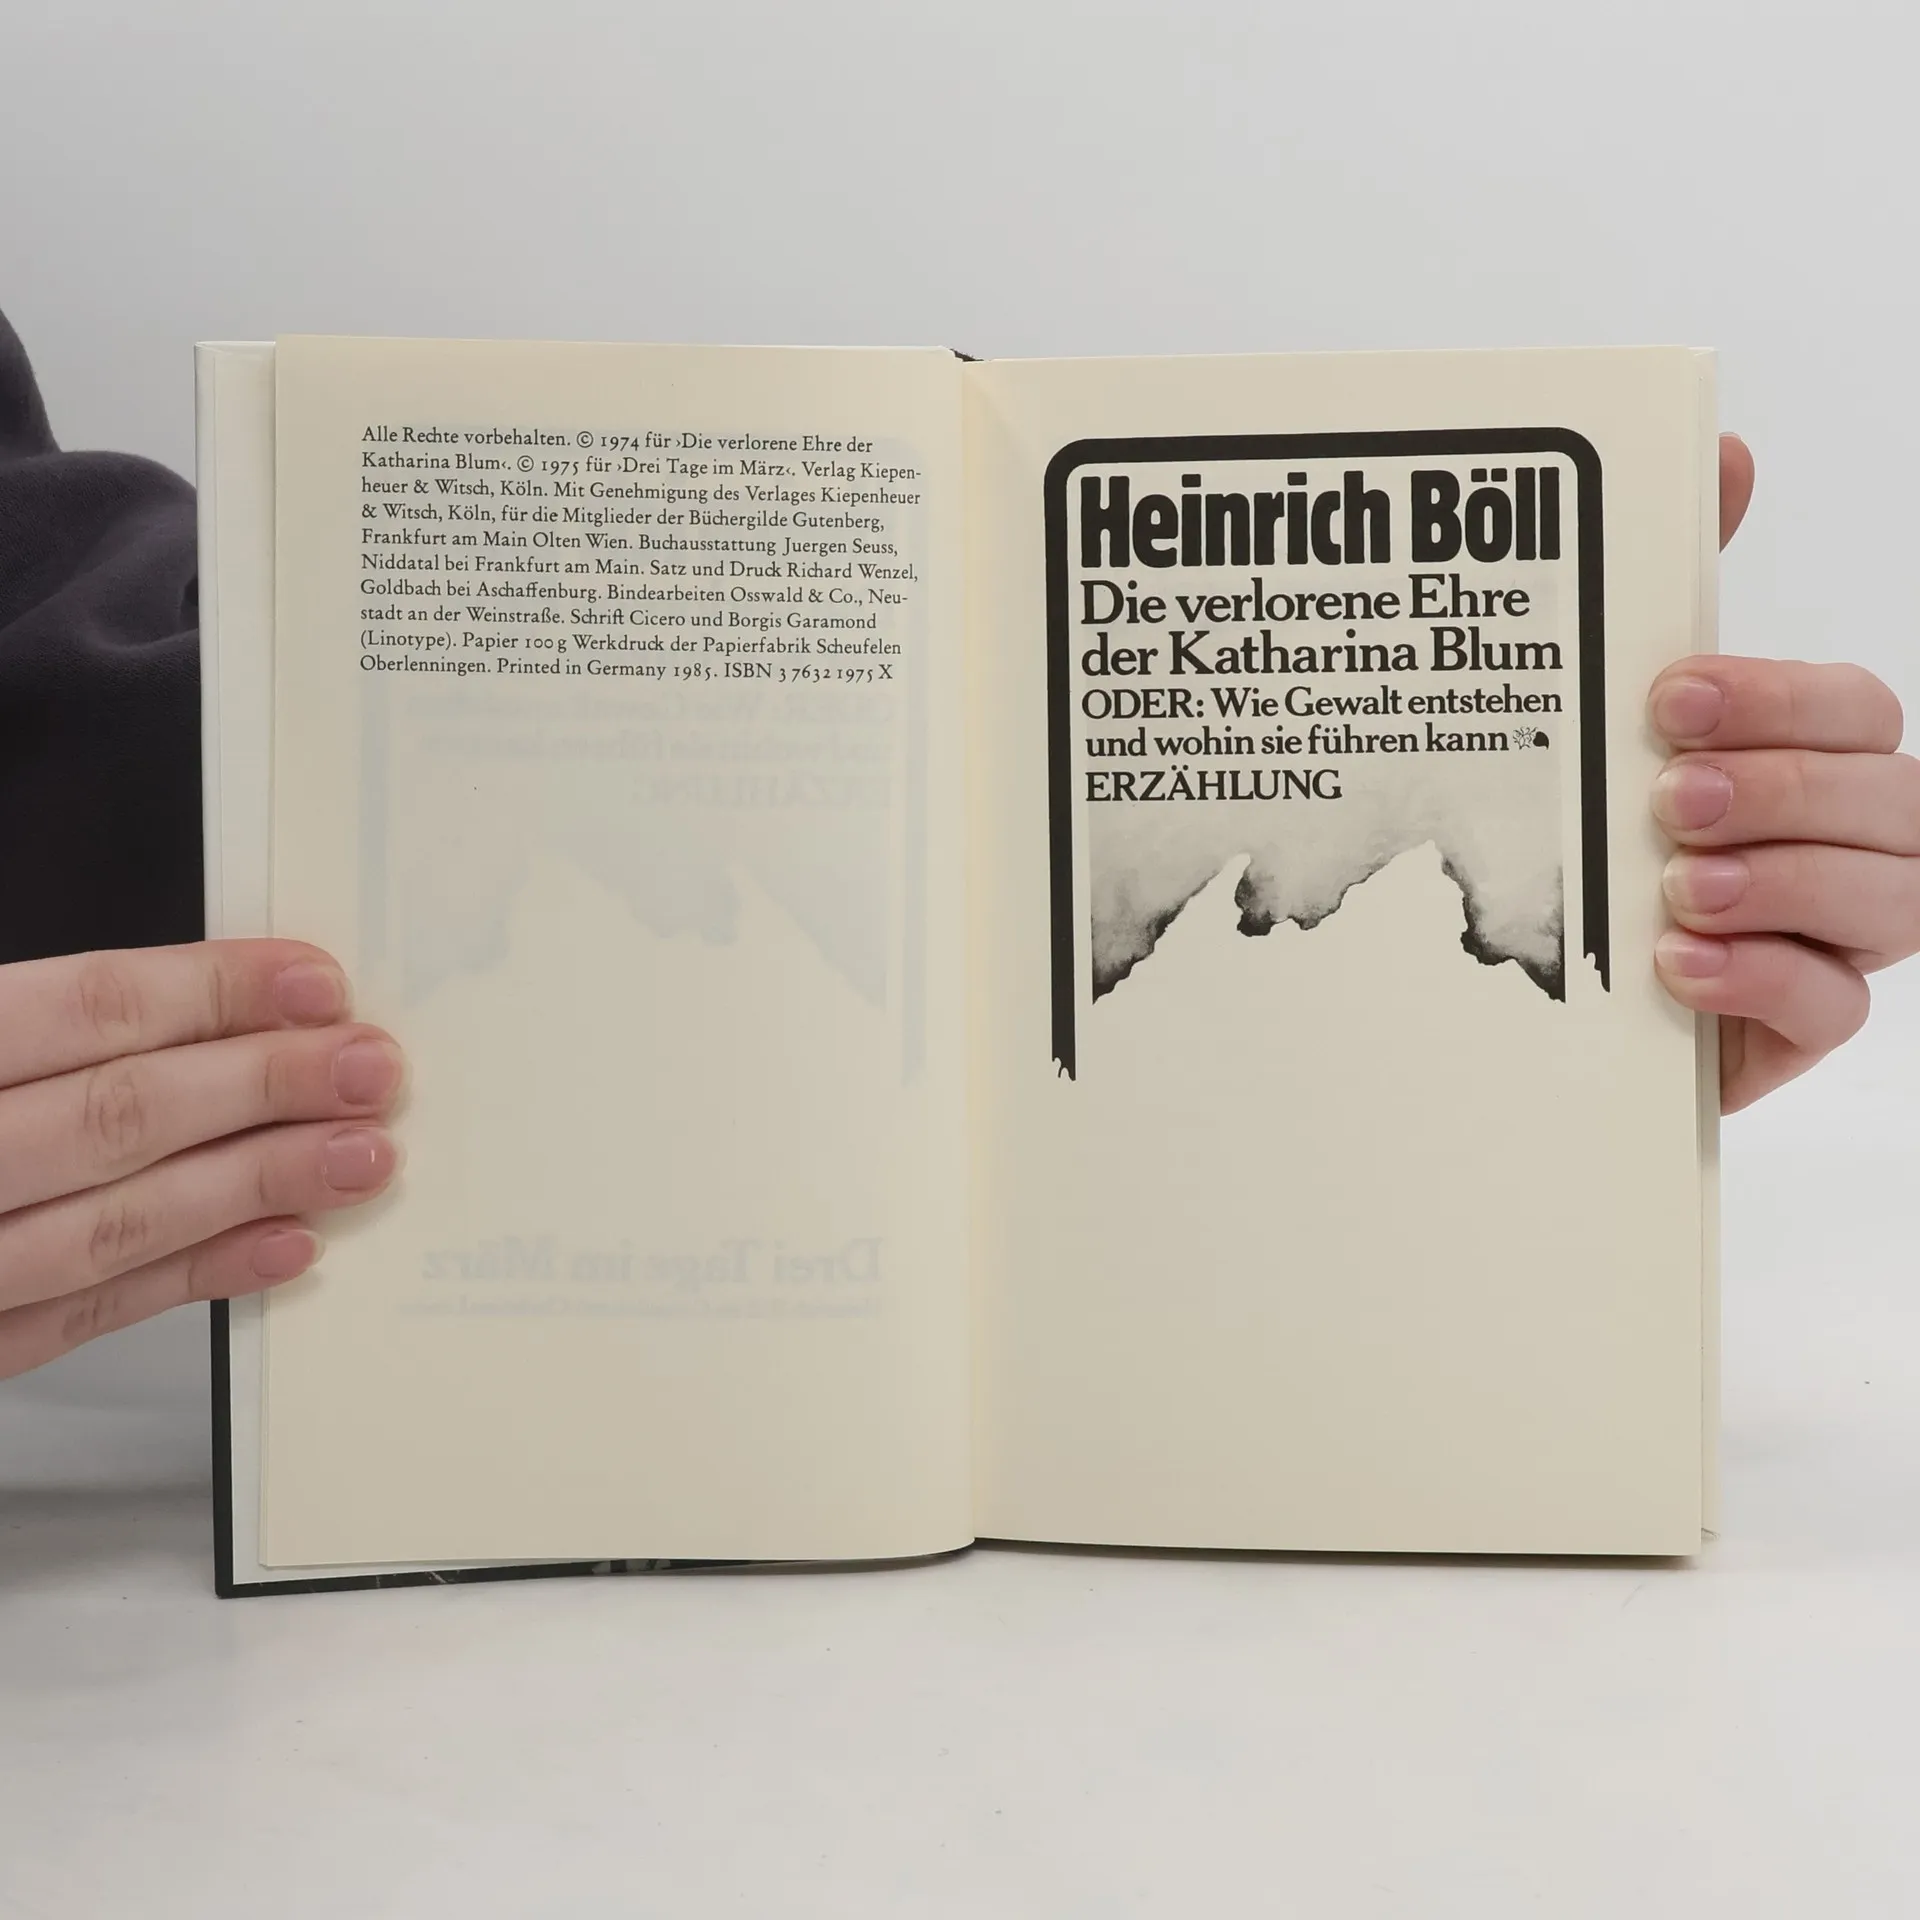 Alle Rechte vorbehalten. © 1974 für ›Die verlorene Ehre der
Katharina Blum‹. © 1975 für ›Drei Tage im März‹. Verlag Kiepen-
heuer & Witsch, Köln. Mit Genehmigung des Verlages Kiepenheuer
& Witsch, Köln, für die Mitglieder der Büchergilde Gutenberg,
Frankfurt am Main Olten Wien. Buchausstattung Juergen Seuss,
Niddatal bei Frankfurt am Main. Satz und Druck Richard Wenzel,
Goldbach bei Aschaffenburg. Bindearbeiten Osswald & Co., Neu-
stadt an der Weinstraße. Schrift Cicero und Borgis Garamond
(Linotype). Papier 100 g Werkdruck der Papierfabrik Scheufelen
Oberlenningen. Printed in Germany 1985. ISBN 3 7632 1975 X
Drei Tage im März
Heinrich Böll
Die verlorene Ehre
der Katharina Blum
ODER: Wie Gewalt entstehen
und wohin sie führen kann
ERZÄHLUNG